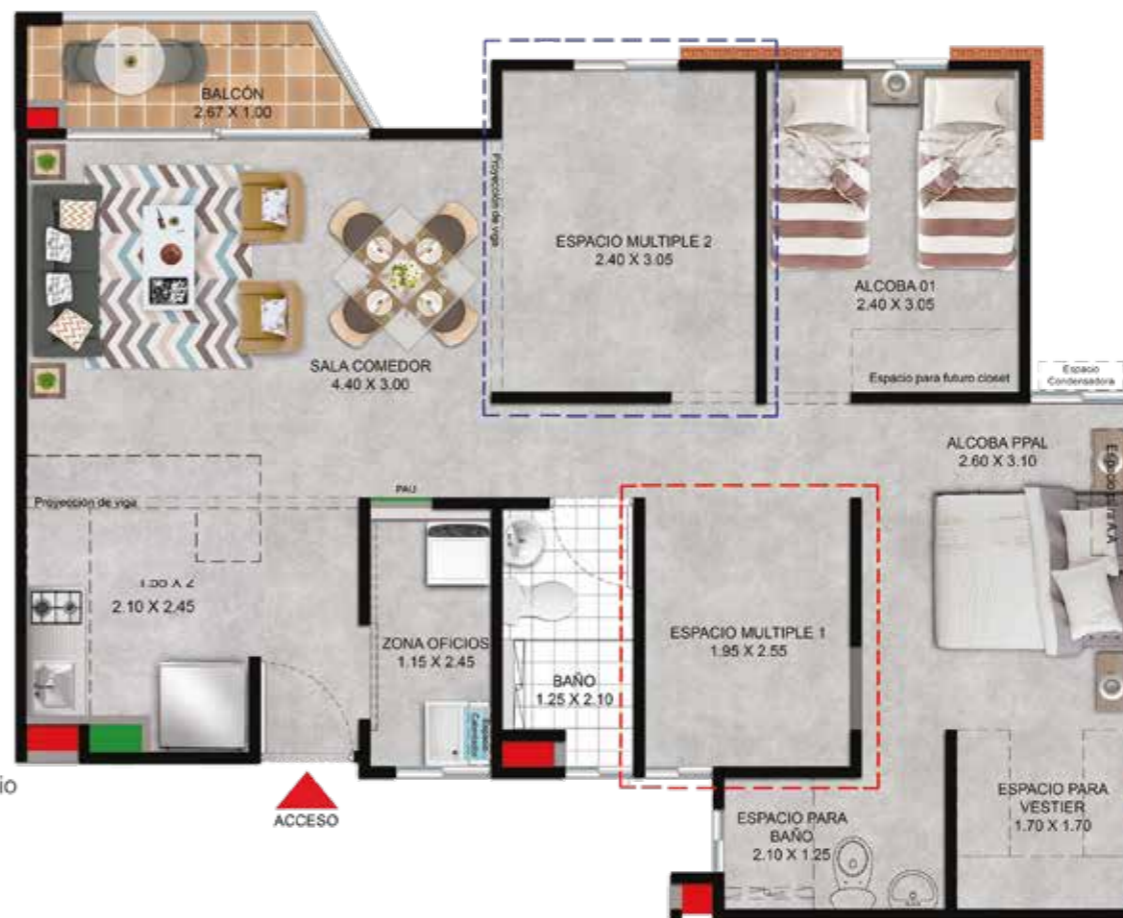 BALCÓN
2.67 X 1.00
Proyección de viga
ESPACIO MULTIPLE 2
2.40 X 3.05
ALCOBA 01
2.40 X 3.05
Espacio para futuro closet
Espacio
Condensadora
SALA COMEDOR
4.40 X 3.00
ALCOBA PPAL
2.60 X 3.10
Proyección de viga
2.10 X 2.45
ZONA OFICIOS
1.15 X 2.45
Espacio
Calentador
BAÑO
1.25 X 2.10
ESPACIO MULTIPLE 1
1.95 X 2.55
io
ACCESO
ESPACIO PARA
BAÑO
2.10 X 1.25
ESPACIO PARA
VESTIER
1.70 X 1.70